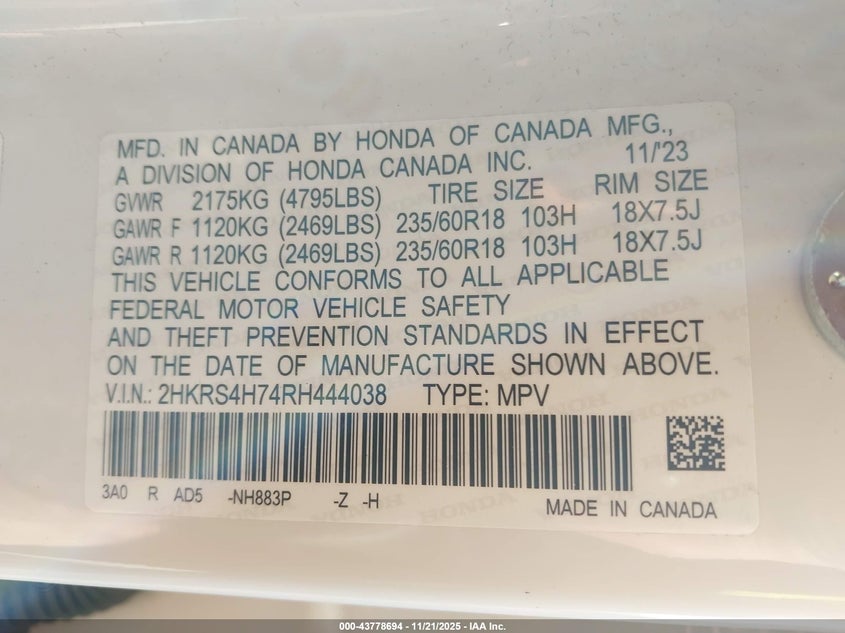 MFD. IN CANADA BY HONDA OF CANADA MFG.,
A DIVISION OF HONDA CANADA INC. 11/'23
GVWR 2175KG (4795LBS) TIRE SIZE RIM SIZE
GAWR F 1120KG (2469LBS) 235/60R18 103H 18X7.5J
GAWR R 1120KG (2469LBS) 235/60R18 103H 18X7.5J
THIS VEHICLE CONFORMS TO ALL APPLICABLE
FEDERAL MOTOR VEHICLE SAFETY
AND THEFT PREVENTION STANDARDS IN EFFECT
ON THE DATE OF MANUFACTURE SHOWN ABOVE.
V.I.N.: 2HKRS4H74RH444038 TYPE: MPV
3A0 R AD5 -NH883P -Z -H
MADE IN CANADA
000-43778694 - 11/21/2025 - IAA Inc.